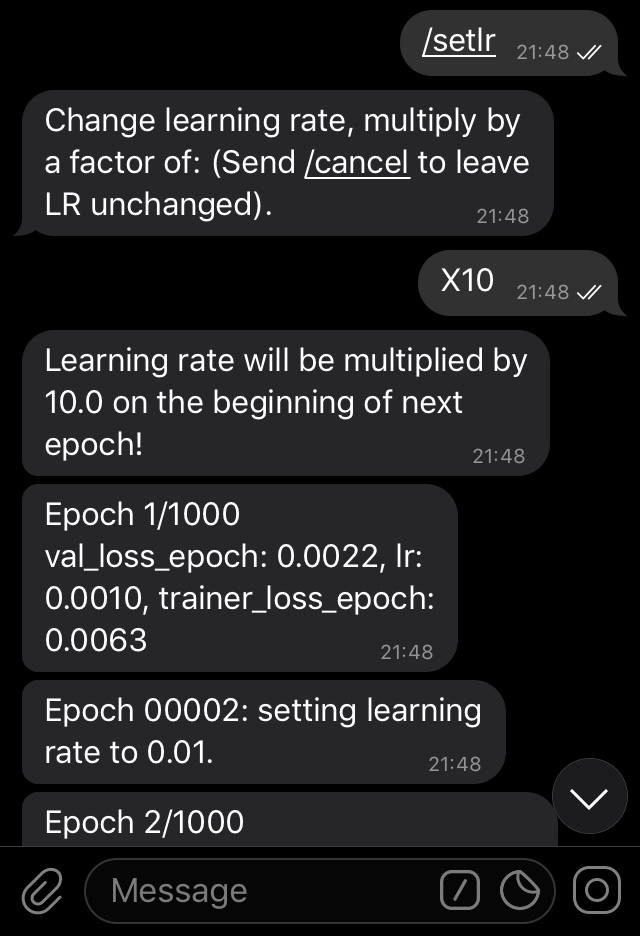 /setlr 21:48
Change learning rate, multiply by
a factor of: (Send /cancel to leave
LR unchanged). 21:48
X10 21:48
Learning rate will be multiplied by
10.0 on the beginning of next
epoch! 21:48
Epoch 1/1000
val_loss_epoch: 0.0022, lr:
0.0010, trainer_loss_epoch:
0.0063 21:48
Epoch 00002: setting learning
rate to 0.01. 21:48
Epoch 2/1000
Message